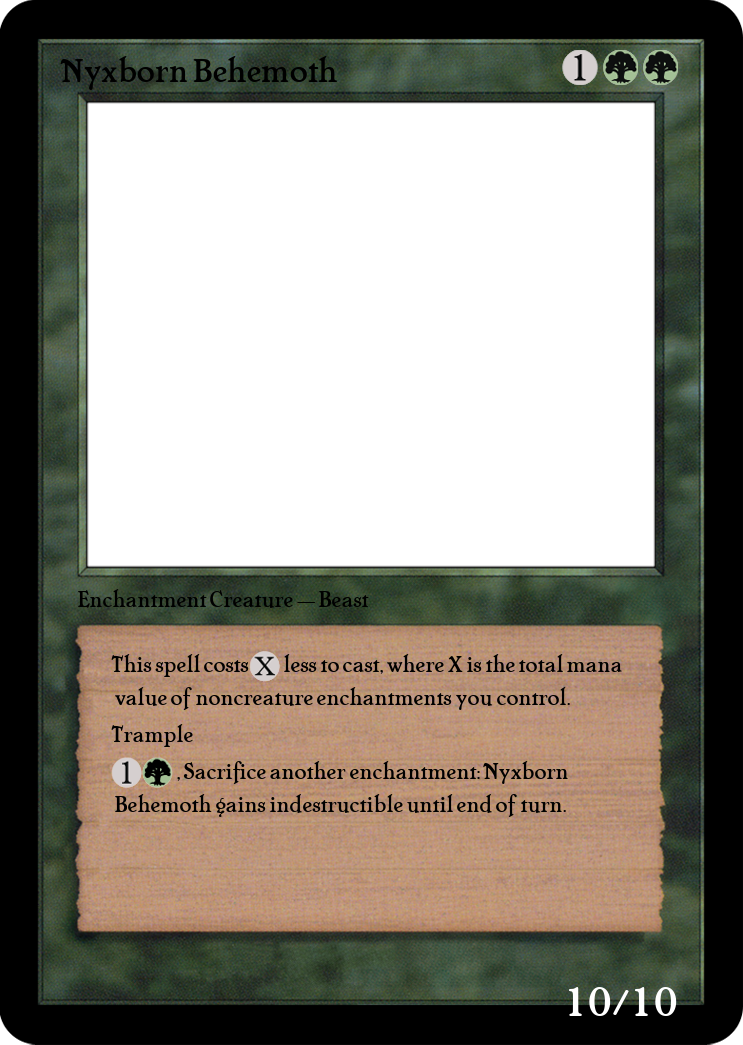 Nyxborn Behemoth 1
Enchantment Creature — Beast
This spell costs X less to cast, where X is the total mana
value of noncreature enchantments you control.
Trample
1 , Sacrifice another enchantment: Nyxborn
Behemoth gains indestructible until end of turn.
10/10